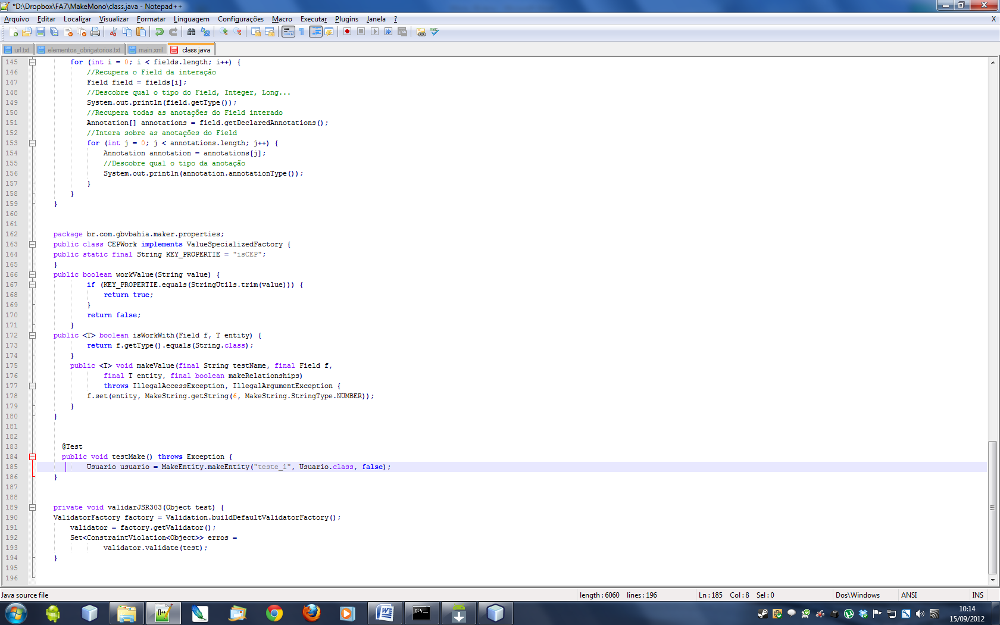 *D:\Dropbox\FA7\MakeMono\class.java - Notepad++
Arquivo Editar Localizar Visualizar Formatar Linguagem Configurações Macro Executar Plugins Janela ? X
url.txt elementos_obrigatorios.txt main.xml class.java
145 for (int i = 0; i < fields.length; i++) {
146 //Recupera o Field da interação
147 Field field = fields[i];
148 //Descobre qual o tipo do Field, Integer, Long...
149 System.out.println(field.getType());
150 //Recupera todas as anotações do Field interado
151 Annotation[] annotations = field.getDeclaredAnnotations();
152 //Intera sobre as anotações do Field
153 for (int j = 0; j < annotations.length; j++) {
154 Annotation annotation = annotations[j];
155 //Descobre qual o tipo da anotação
156 System.out.println(annotation.annotationType());
157 }
158 }
159 }
160
161
162 package br.com.gbvbahia.maker.properties;
163 public class CEPWork implements ValueSpecializedFactory {
164 public static final String KEY_PROPERTIE = "isCEP";
165 }
166 public boolean workValue(String value) {
167 if (KEY_PROPERTIE.equals(StringUtils.trim(value))) {
168 return true;
169 }
170 return false;
171 }
172 public <T> boolean isWorkWith(Field f, T entity) {
173 return f.getType().equals(String.class);
174 }
175 public <T> void makeValue(final String testName, final Field f,
176 final T entity, final boolean makeRelationships)
177 throws IllegalAccessException, IllegalArgumentException {
178 f.set(entity, MakeString.getString(6, MakeString.StringType.NUMBER));
179 }
180 }
181
182
183 @Test
184 public void testMake() throws Exception {
185 Usuario usuario = MakeEntity.makeEntity("teste_1", Usuario.class, false);
186 }
187
188
189 private void validarJSR303(Object test) {
190 ValidatorFactory factory = Validation.buildDefaultValidatorFactory();
191 validator = factory.getValidator();
192 Set<ConstraintViolation<Object>> erros =
193 validator.validate(test);
194 }
195
196
Java source file length : 6060 lines : 196 Ln : 185 Col : 8 Sel : 0 Dos\Windows ANSI INS
10:14
15/09/2012